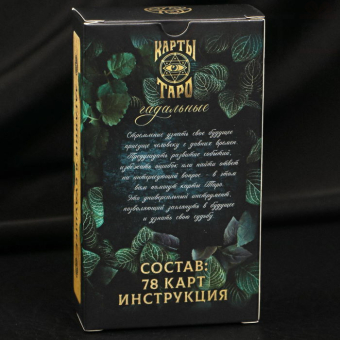 КАРТЫ
ТАРО
гадальные
Стремление узнать свое будущее
присуще человеку с давних времен.
Предугадать развитие событий,
избежать ошибок или найти ответ
на интересующий вопрос – в этом
вам помогут карты Таро.
Это универсальный инструмент,
позволяющий заглянуть в будущее
и узнать свою судьбу.
СОСТАВ:
78 КАРТ
ИНСТРУКЦИЯ